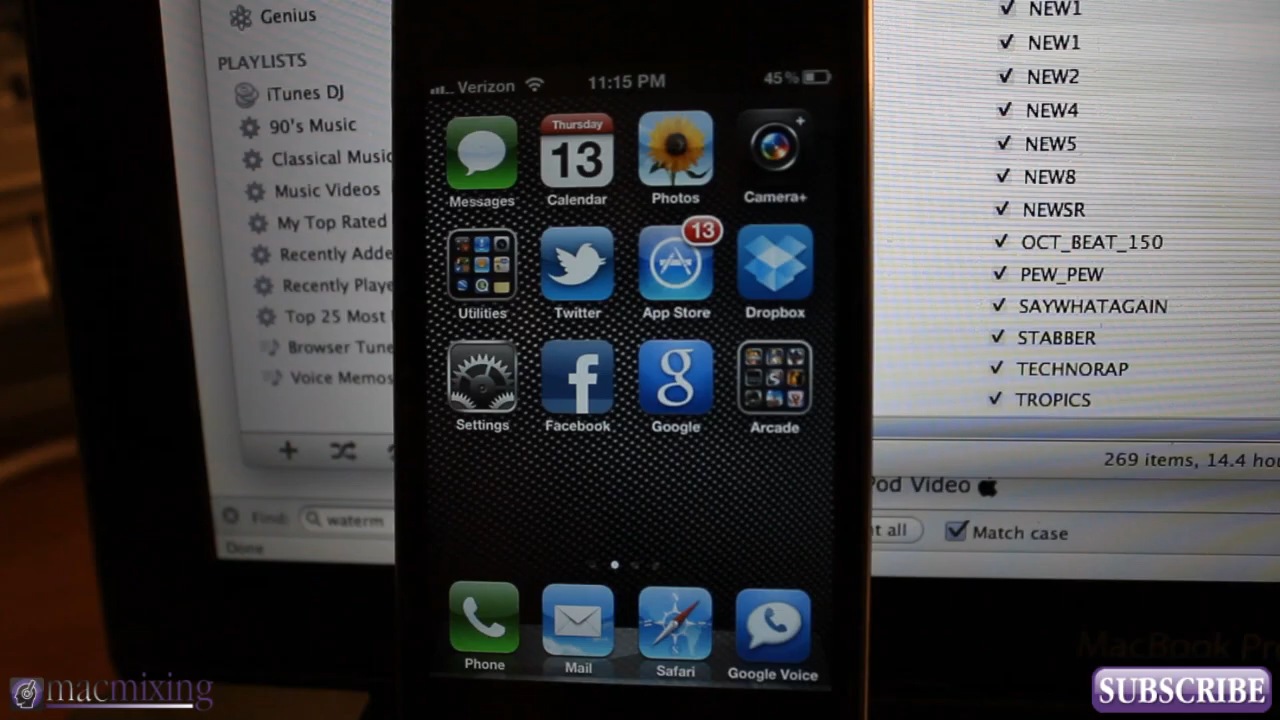 Genius
PLAYLISTS
iTunes DJ
90's Music
Classical Music
Music Videos
My Top Rated
Recently Adde
Recently Playe
Top 25 Most
Browser Tune
Voice Memos
Find:
waterm
Done
Verizon
11:15 PM
45%
Messages
Thursday
13
Calendar
Photos
Camera+
Utilities
Twitter
13
App Store
Dropbox
Settings
f
Facebook
g
Google
Arcade
Phone
Mail
Safari
Google Voice
NEW1
NEW1
NEW2
NEW4
NEW5
NEW8
NEWSR
OCT_BEAT_150
PEW_PEW
SAYWHATAGAIN
STABBER
TECHNORAP
TROPICS
269 items, 14.4 ho
Pod Video
t all
Match case
MacBook Pr
macmixing
SUBSCRIBE